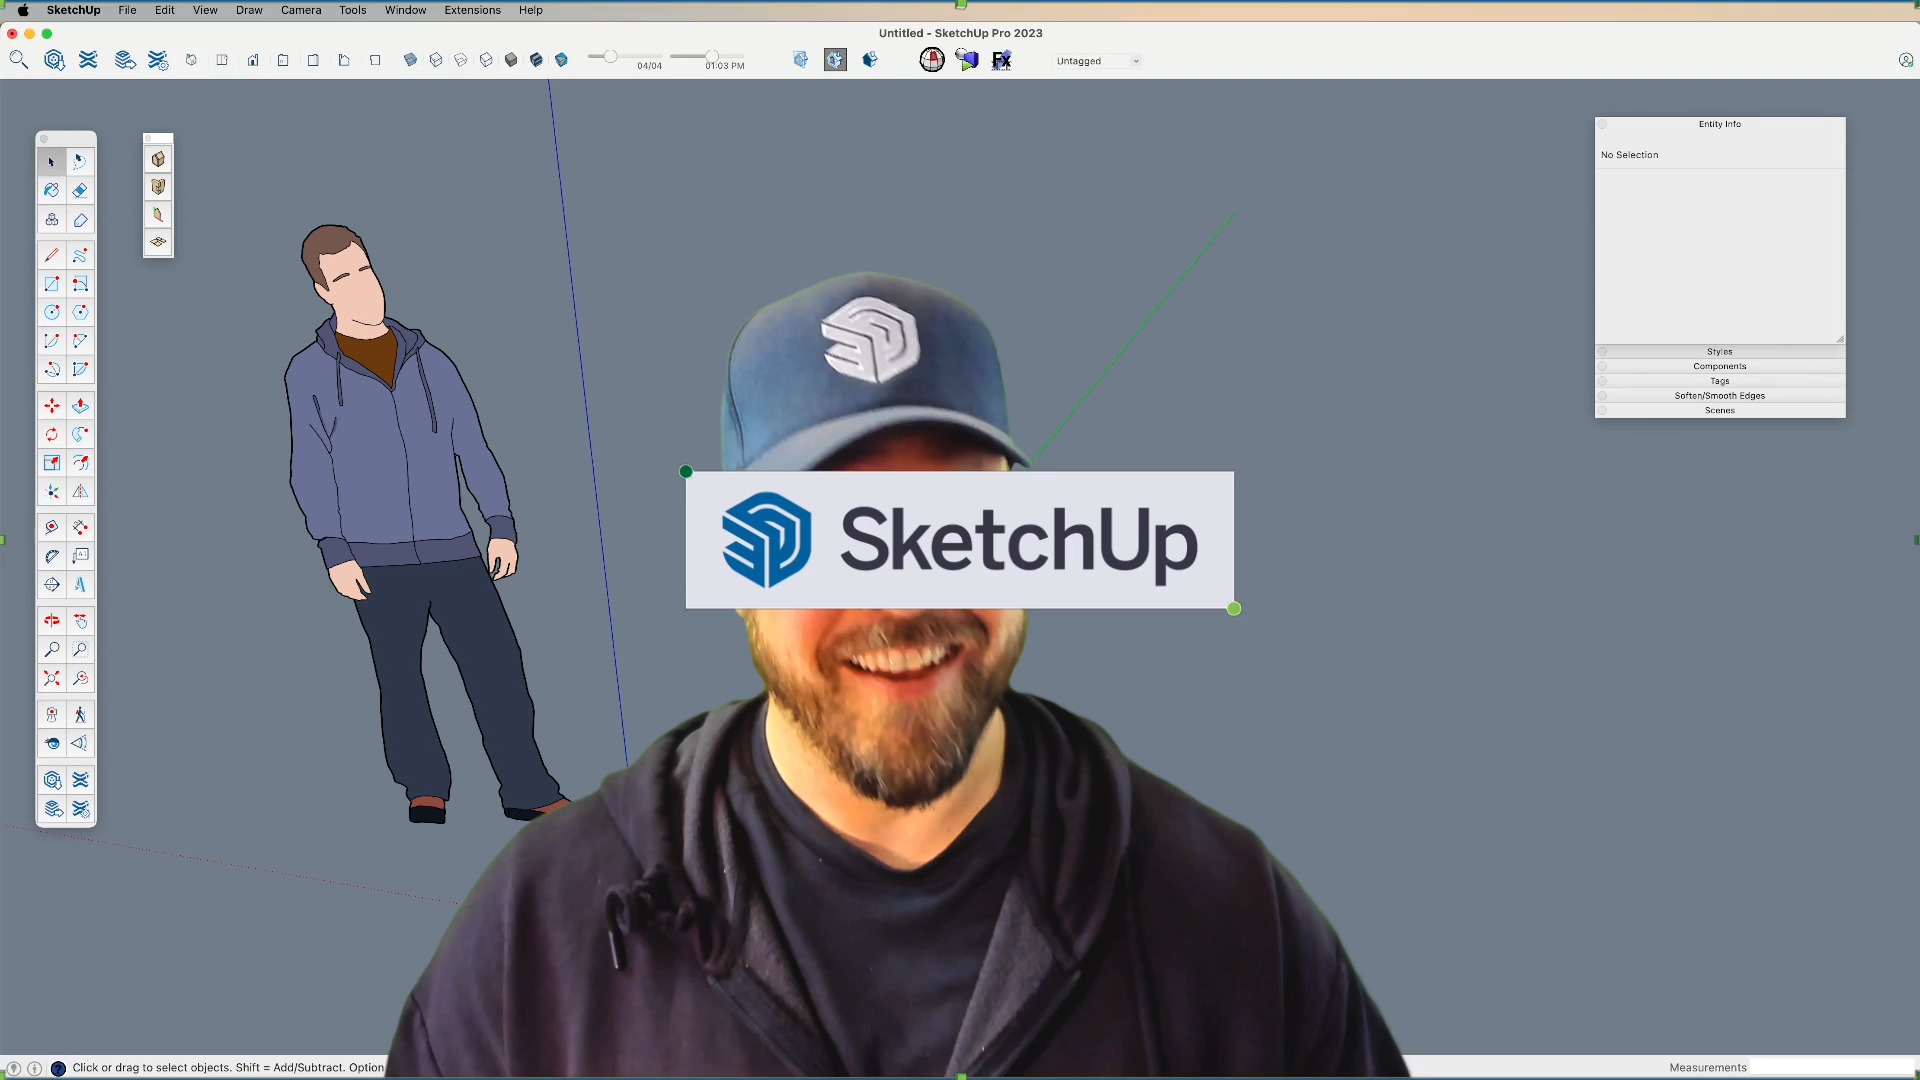 SketchUp File Edit View Draw Camera Tools Window Extensions Help
Untitled - SketchUp Pro 2023
04/04 01:03 PM
Untagged
Entity Info
No Selection
Styles
Components
Tags
Soften/Smooth Edges
Scenes
SketchUp
Click or drag to select objects. Shift = Add/Subtract. Option
Measurements